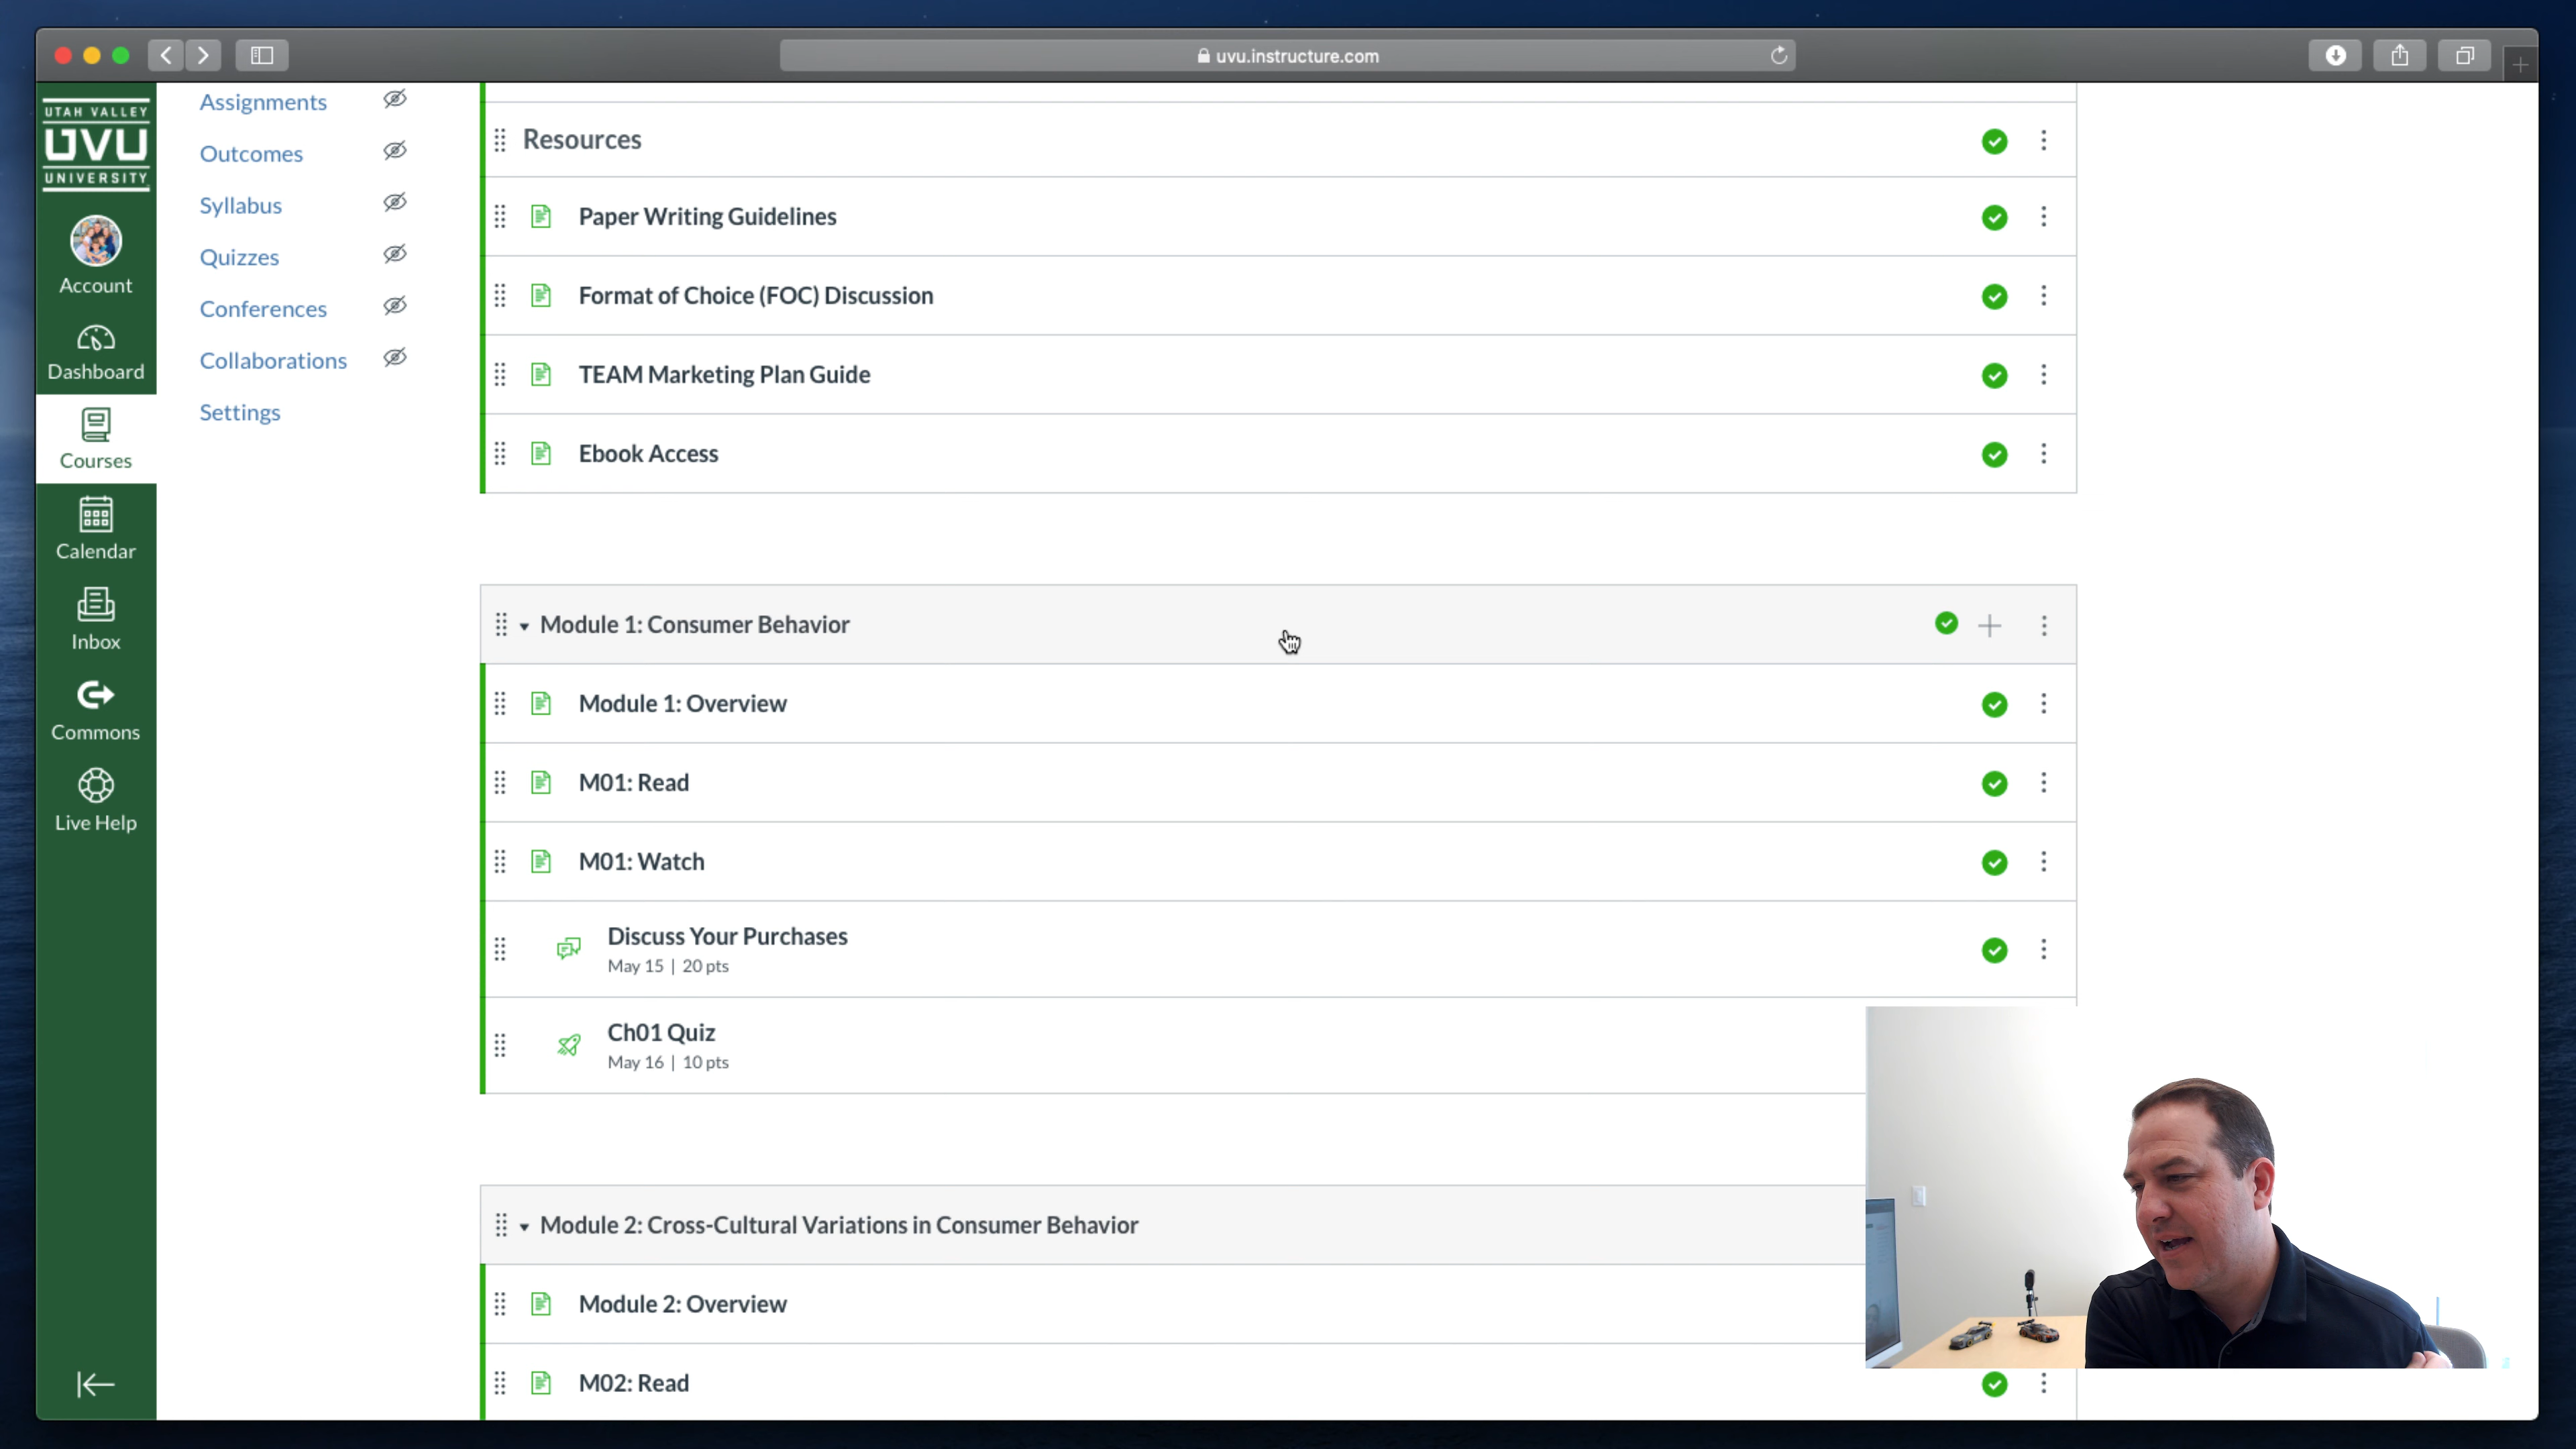 uvu.instructure.com
UTAH VALLEY
UVU
UNIVERSITY
Account
Dashboard
Courses
Calendar
Inbox
Commons
Live Help
Assignments
Outcomes
Syllabus
Quizzes
Conferences
Collaborations
Settings
Resources
Paper Writing Guidelines
Format of Choice (FOC) Discussion
TEAM Marketing Plan Guide
Ebook Access
Module 1: Consumer Behavior
Module 1: Overview
M01: Read
M01: Watch
Discuss Your Purchases
May 15 | 20 pts
Ch01 Quiz
May 16 | 10 pts
Module 2: Cross-Cultural Variations in Consumer Behavior
Module 2: Overview
M02: Read